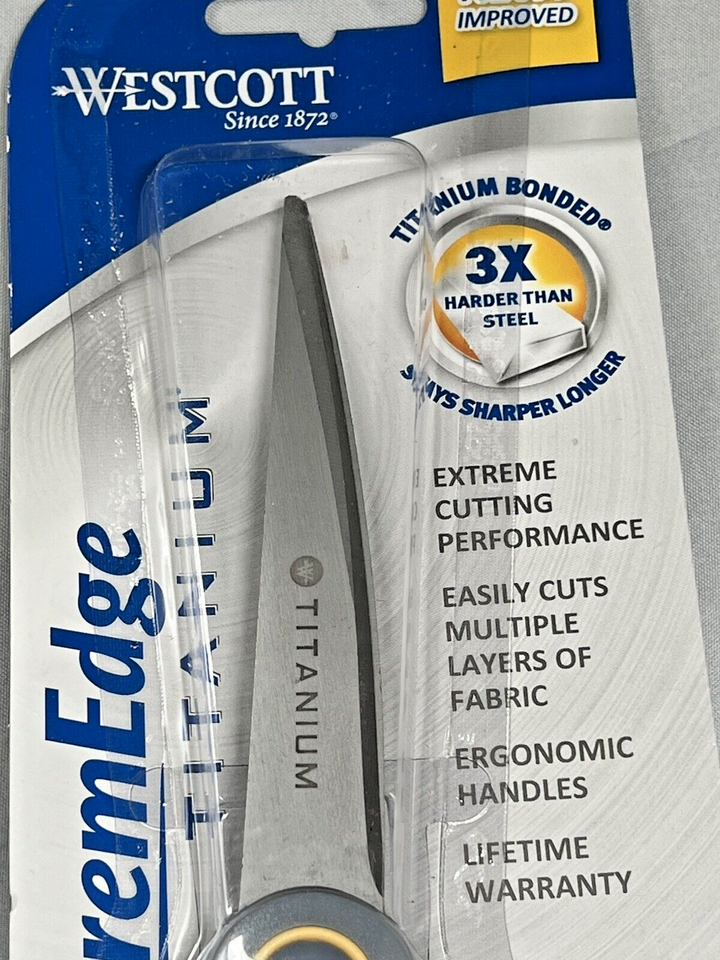 IMPROVED
WESTCOTT
Since 1872®
TITANIUM BONDED®
3X
HARDER THAN
STEEL
STAYS SHARPER LONGER
EXTREME
CUTTING
PERFORMANCE
EASILY CUTS
MULTIPLE
LAYERS OF
FABRIC
ERGONOMIC
HANDLES
LIFETIME
WARRANTY
remEdge
TITANIUM
TITANIUM